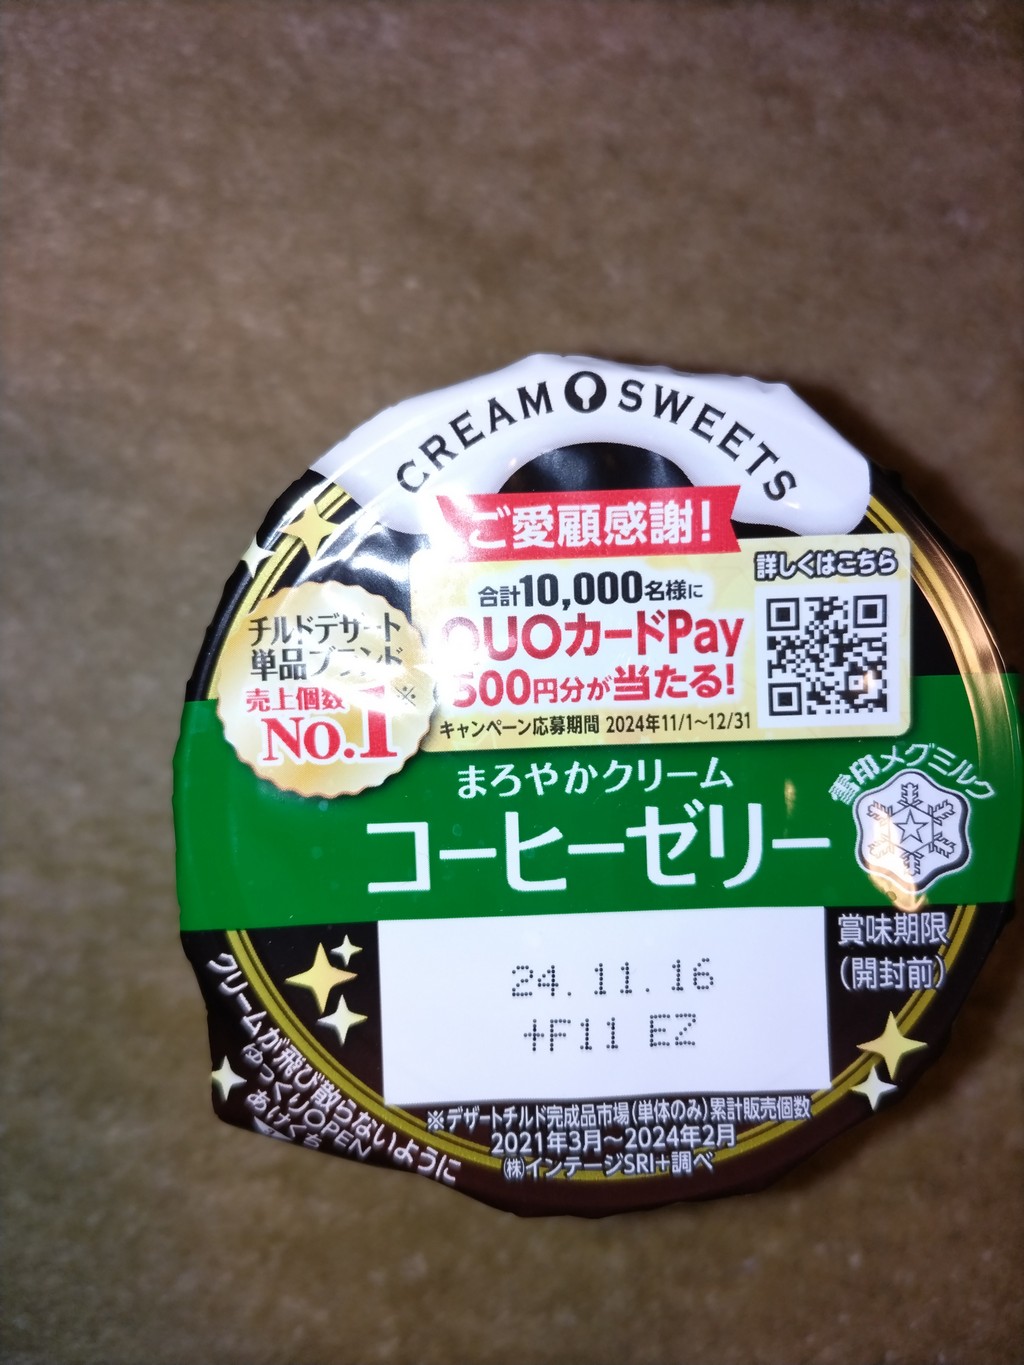 CREAM SWEETS
ご愛顧感謝!
合計10,000名様に
QUOカードPay
500円分が当たる!
キャンペーン応募期間 2024年11/1~12/31
詳しくはこちら
チルドデザート
単品ブランド
売上個数※
No.1
まろやかクリーム
コーヒーゼリー
雪印メグミルク
賞味期限
(開封前)
24.11.16
+F11 EZ
クリームが飛び散らないように
ゆっくりOPEN
あけくち
※デザートチルド完成品市場(単体のみ)累計販売個数
2021年3月~2024年2月
㈱インテージSRI+調べ